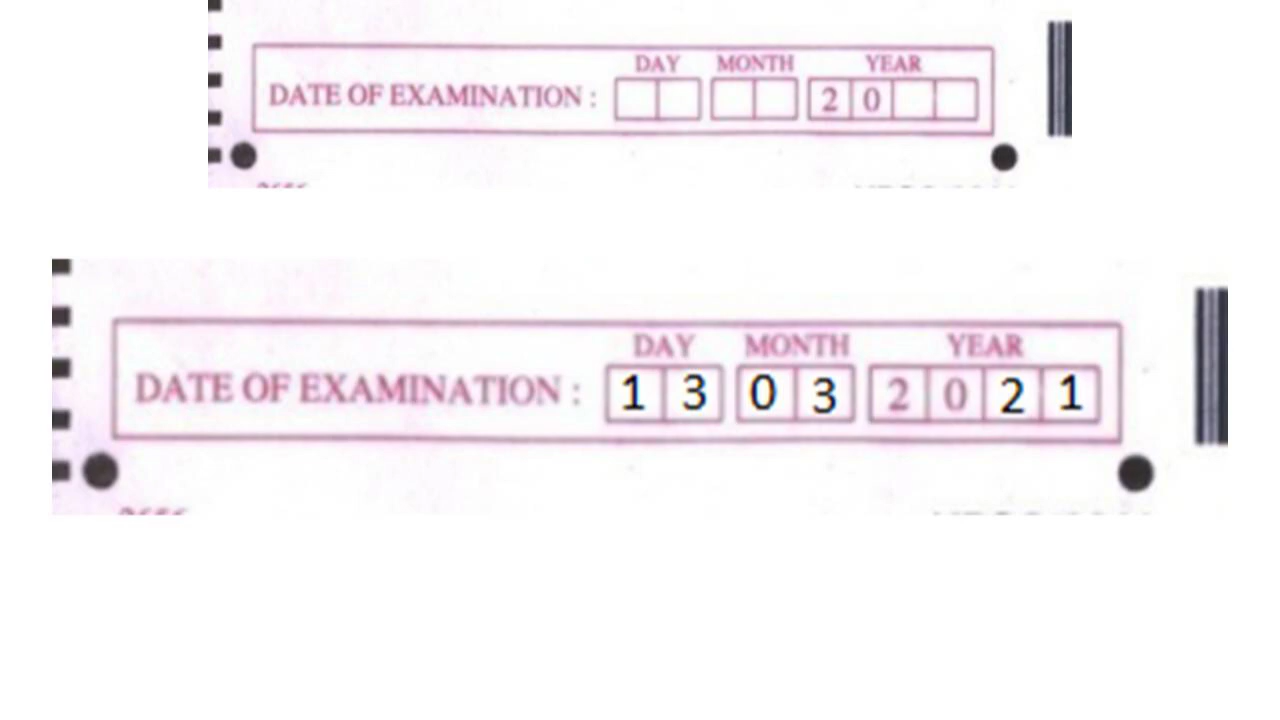 DAY MONTH YEAR
DATE OF EXAMINATION : 2 0
DAY MONTH YEAR
DATE OF EXAMINATION : 1 3 0 3 2 0 2 1